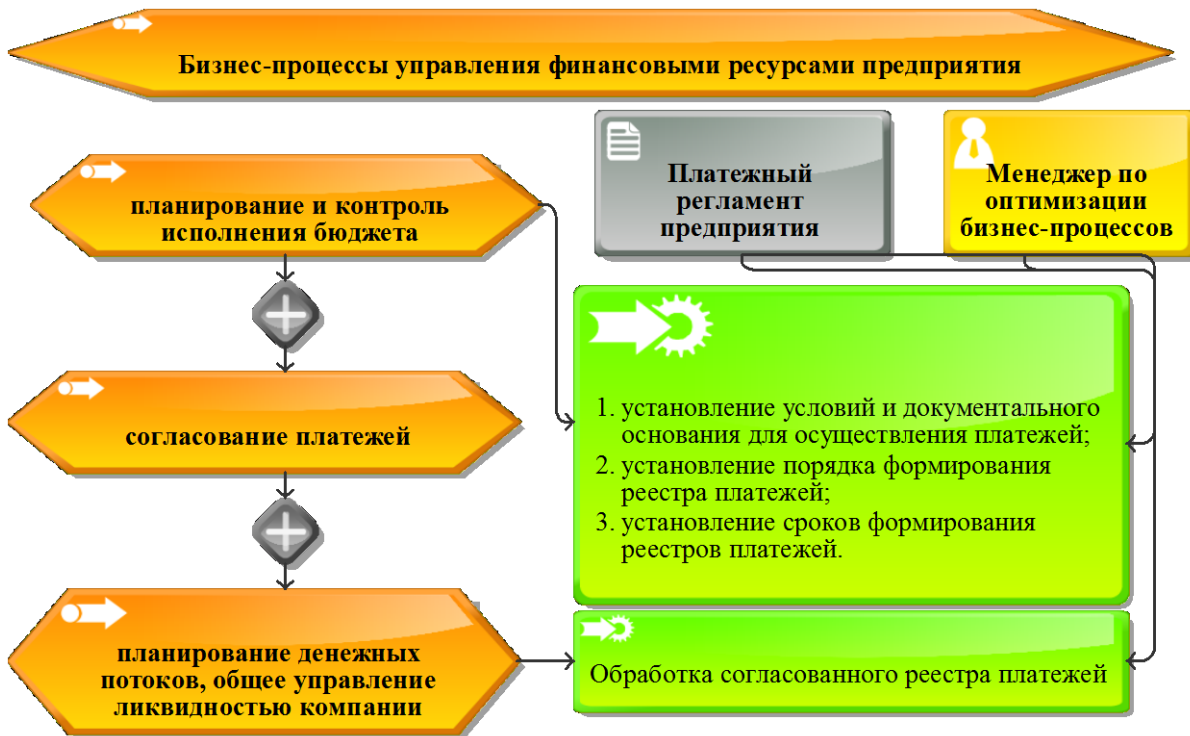 Бизнес-процессы управления финансовыми ресурсами предприятия
Платежный
регламент
предприятия
Менеджер по
оптимизации
бизнес-процессов
планирование и контроль
исполнения бюджета
1. установление условий и документального
основания для осуществления платежей;
2. установление порядка формирования
реестра платежей;
3. установление сроков формирования
реестров платежей.
согласование платежей
планирование денежных
потоков, общее управление
ликвидностью компании
Обработка согласованного реестра платежей